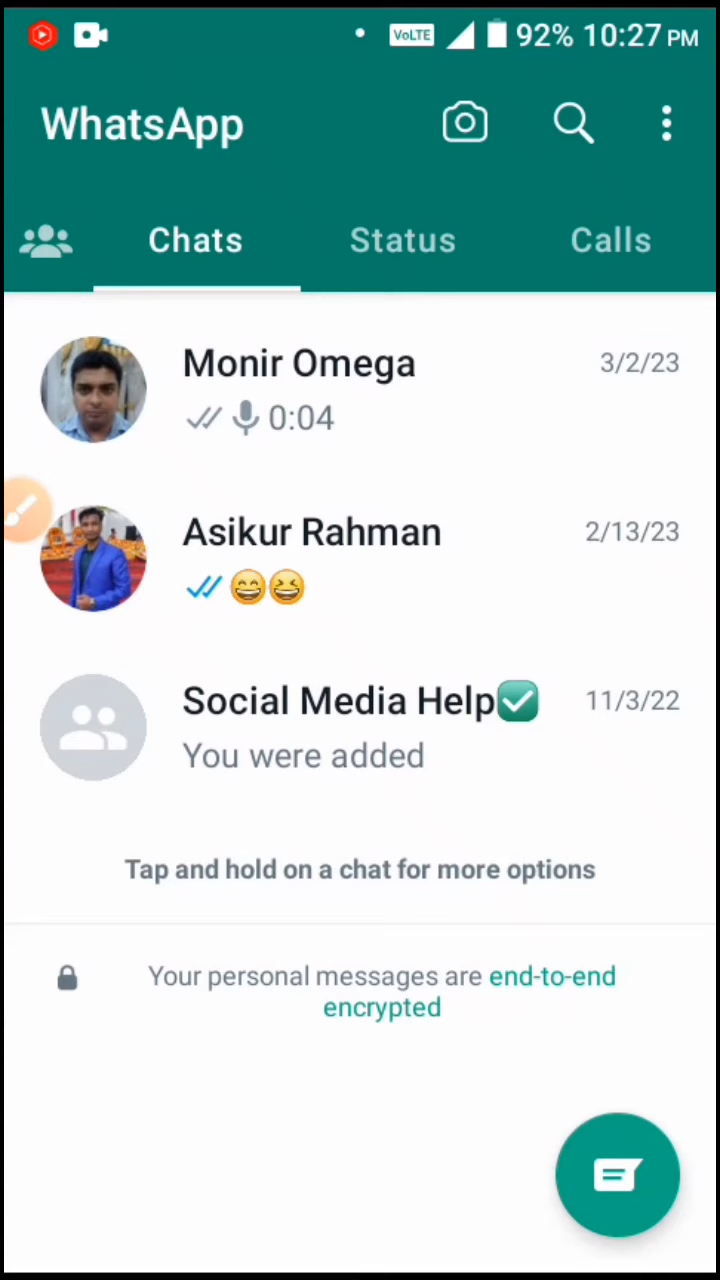 VoLTE 92% 10:27 PM
WhatsApp
Chats Status Calls
Monir Omega 3/2/23
0:04
Asikur Rahman 2/13/23
😄😆
Social Media Help✅ 11/3/22
You were added
Tap and hold on a chat for more options
Your personal messages are end-to-end
encrypted